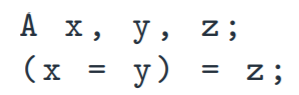 A x, y, z;
(x = y) = z;